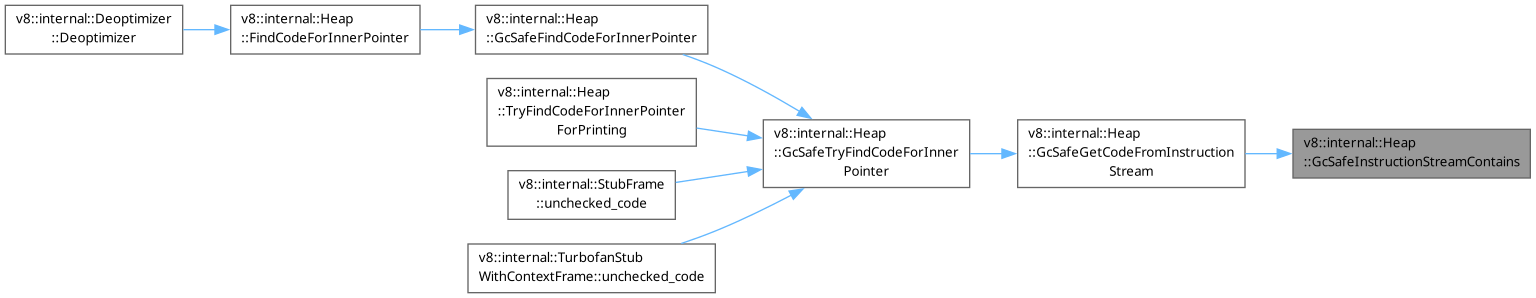 v8::internal::Deoptimizer
::Deoptimizer
v8::internal::Heap
::FindCodeForInnerPointer
v8::internal::Heap
::GcSafeFindCodeForInnerPointer
v8::internal::Heap
::TryFindCodeForInnerPointer
ForPrinting
v8::internal::StubFrame
::unchecked_code
v8::internal::TurbofanStub
WithContextFrame::unchecked_code
v8::internal::Heap
::GcSafeTryFindCodeForInner
Pointer
v8::internal::Heap
::GcSafeGetCodeFromInstruction
Stream
v8::internal::Heap
::GcSafeInstructionStreamContains